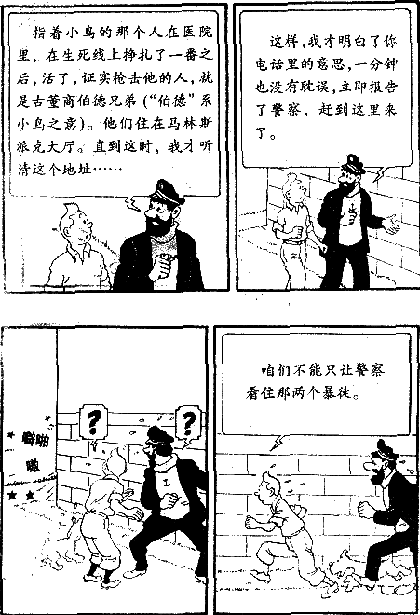 指着小鸟的那个人在医院
里，在生死线上挣扎了一番之
后，活了，证实枪击他的人，就
是古董商伯德兄弟（“伯德”系
小鸟之意）。他们住在马林斯
派克大厅。直到这时，我才听
清这个地址……
这样，我才明白了你
电话里的意思，一分钟
也没有耽误，立即报告
了警察，赶到这里来
了。
?
?
咱们不能只让警察
看住那两个暴徒。